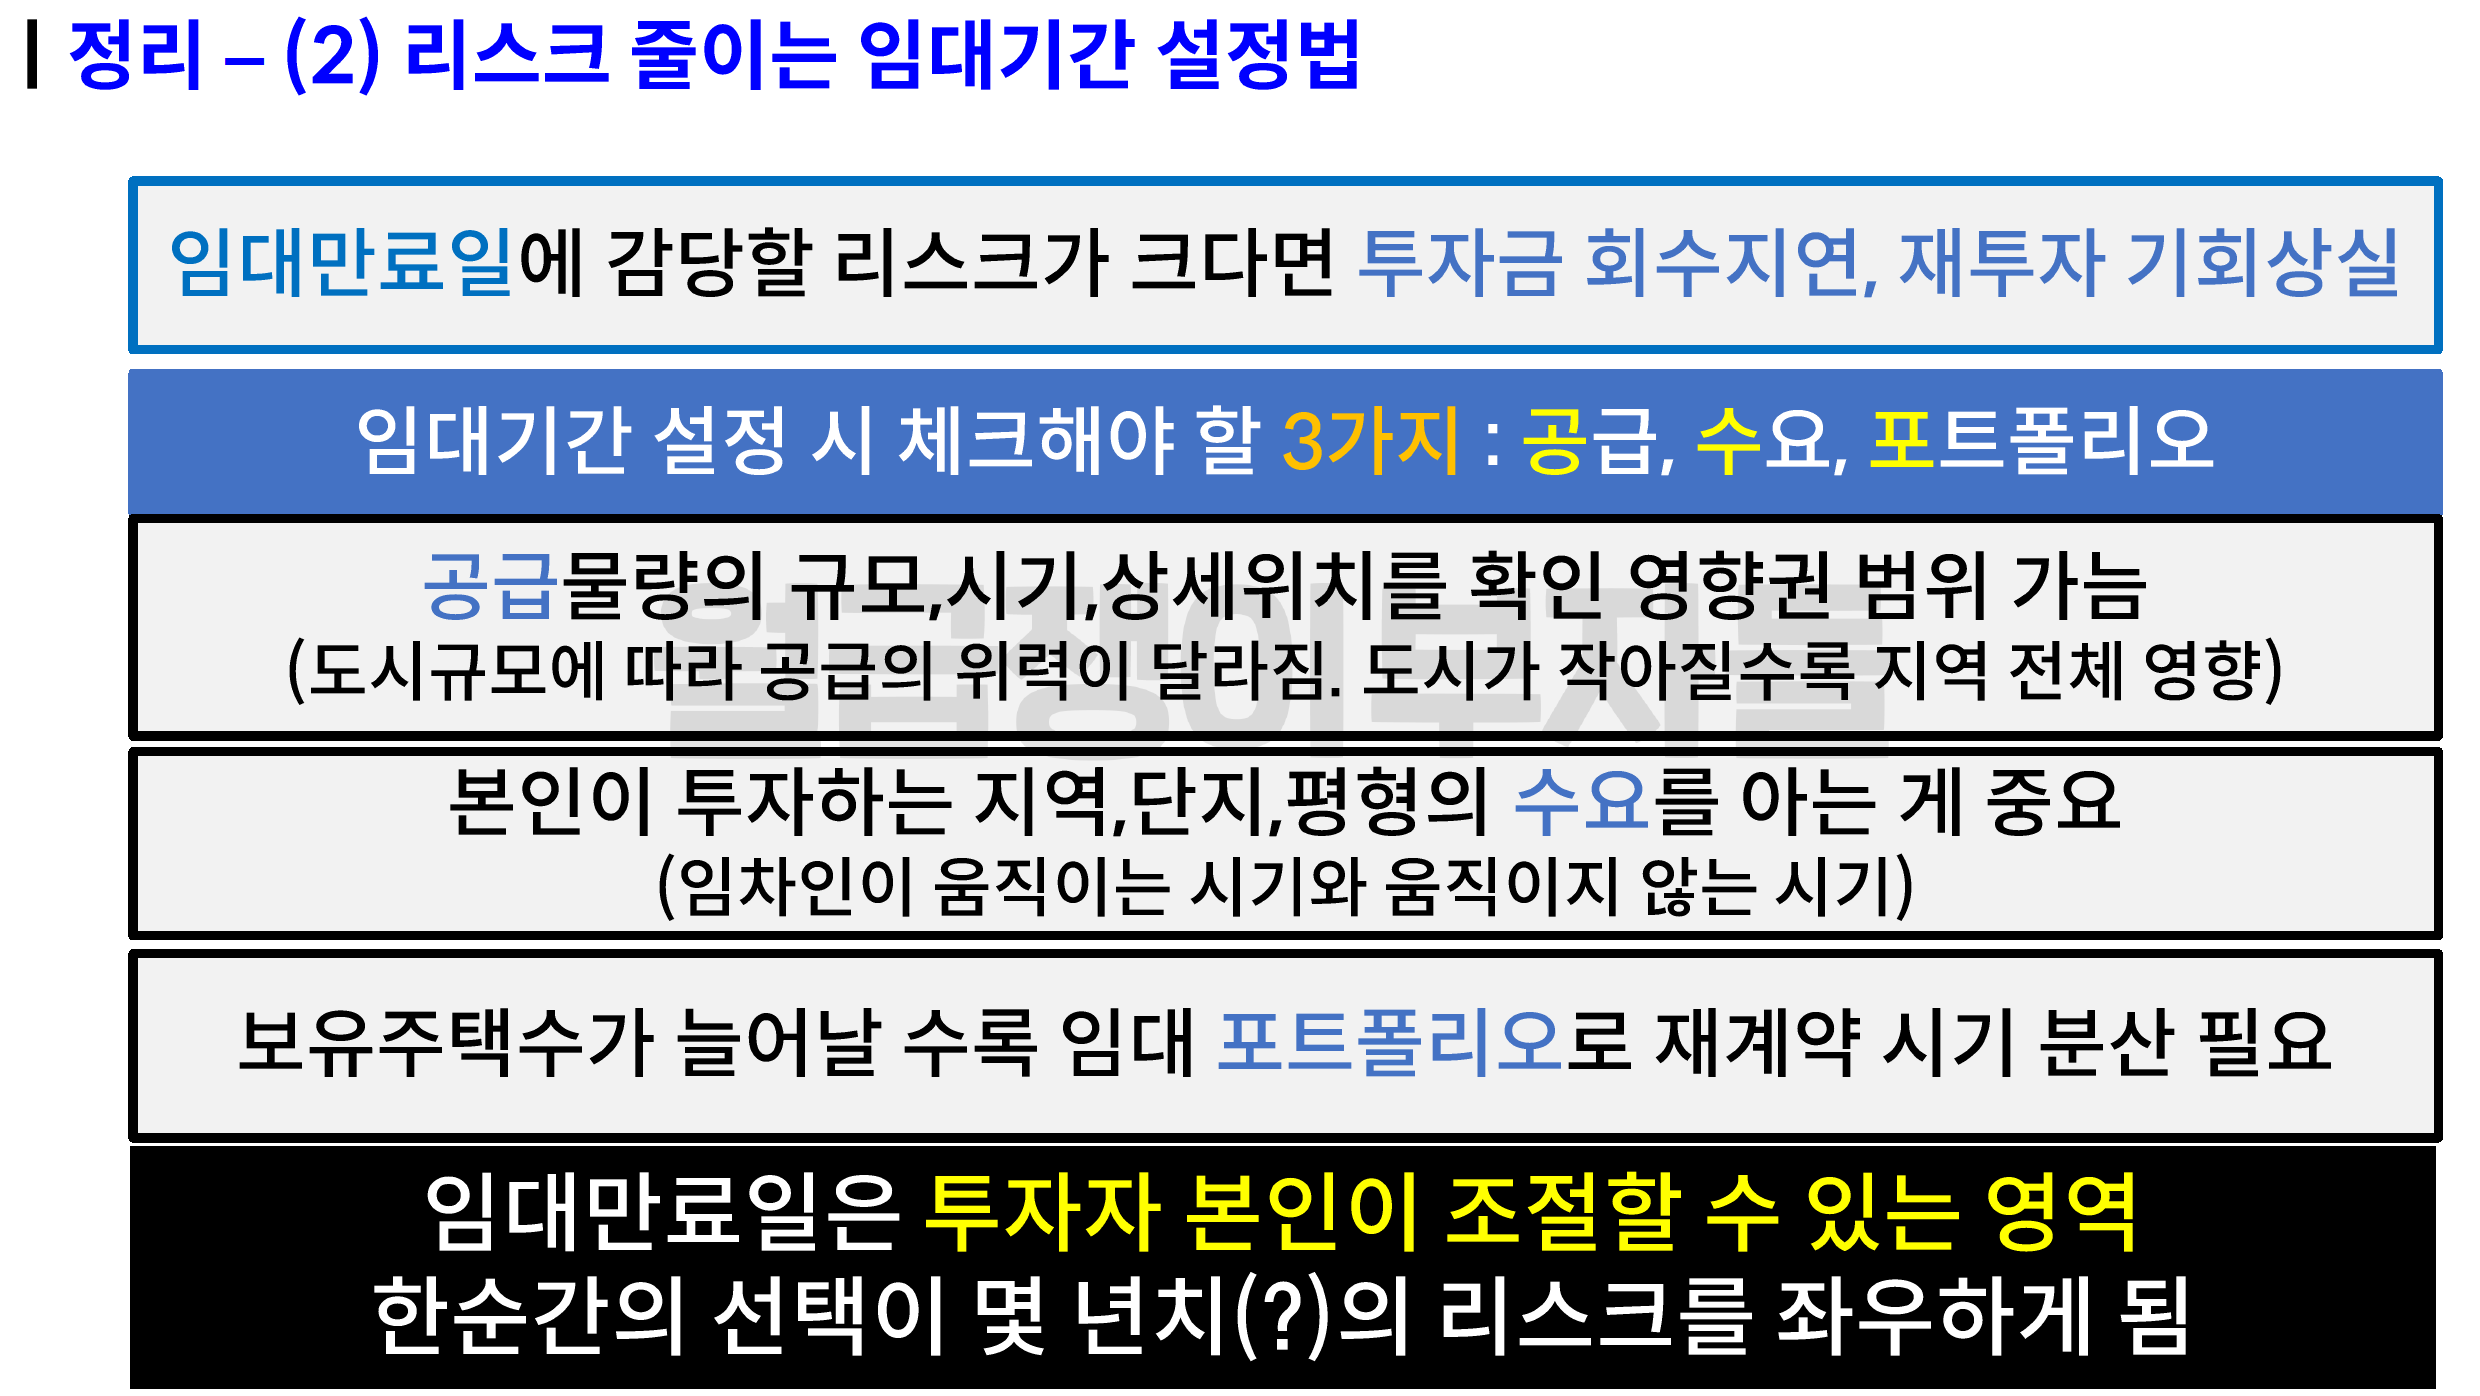 정리 – (2) 리스크 줄이는 임대기간 설정법
임대만료일에 감당할 리스크가 크다면 투자금 회수지연, 재투자 기회상실
임대기간 설정 시 체크해야 할 3가지 : 공급, 수요, 포트폴리오
공급물량의 규모,시기,상세위치를 확인 영향권 범위 가늠
(도시규모에 따라 공급의 위력이 달라짐. 도시가 작아질수록 지역 전체 영향)
월급쟁이부자들
본인이 투자하는 지역,단지,평형의 수요를 아는 게 중요
(임차인이 움직이는 시기와 움직이지 않는 시기)
보유주택수가 늘어날 수록 임대 포트폴리오로 재계약 시기 분산 필요
임대만료일은 투자자 본인이 조절할 수 있는 영역
한순간의 선택이 몇 년치(?)의 리스크를 좌우하게 됨